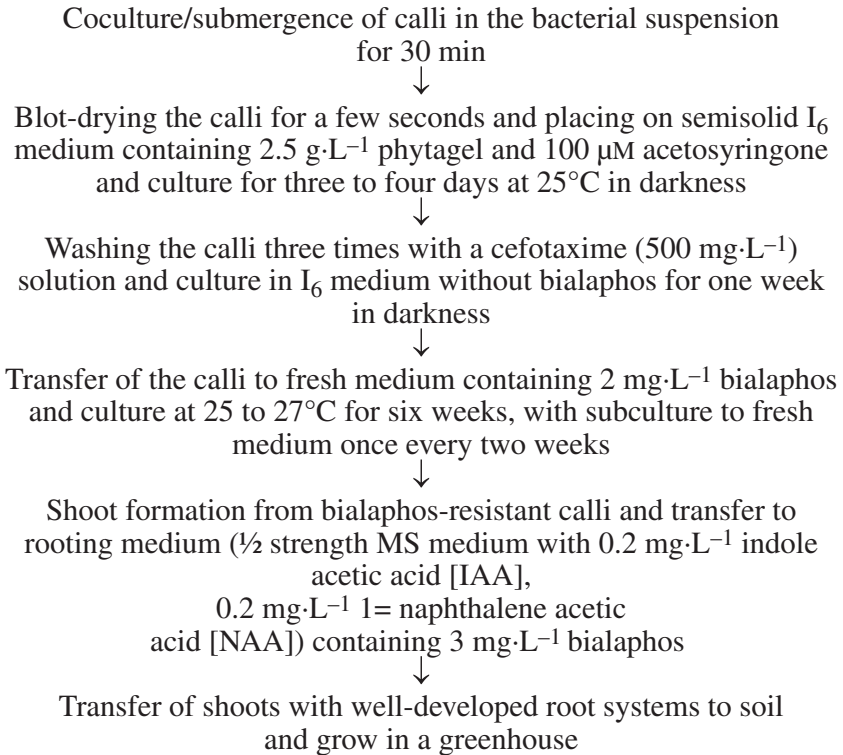 Coculture/submergence of calli in the bacterial suspension
for 30 min
↓
Blot-drying the calli for a few seconds and placing on semisolid I₆
medium containing 2.5 g·L⁻¹ phytagel and 100 μM acetosyringone
and culture for three to four days at 25°C in darkness
↓
Washing the calli three times with a cefotaxime (500 mg·L⁻¹)
solution and culture in I₆ medium without bialaphos for one week
in darkness
↓
Transfer of the calli to fresh medium containing 2 mg·L⁻¹ bialaphos
and culture at 25 to 27°C for six weeks, with subculture to fresh
medium once every two weeks
↓
Shoot formation from bialaphos-resistant calli and transfer to
rooting medium (½ strength MS medium with 0.2 mg·L⁻¹ indole
acetic acid [IAA],
0.2 mg·L⁻¹ 1= naphthalene acetic
acid [NAA]) containing 3 mg·L⁻¹ bialaphos
↓
Transfer of shoots with well-developed root systems to soil
and grow in a greenhouse